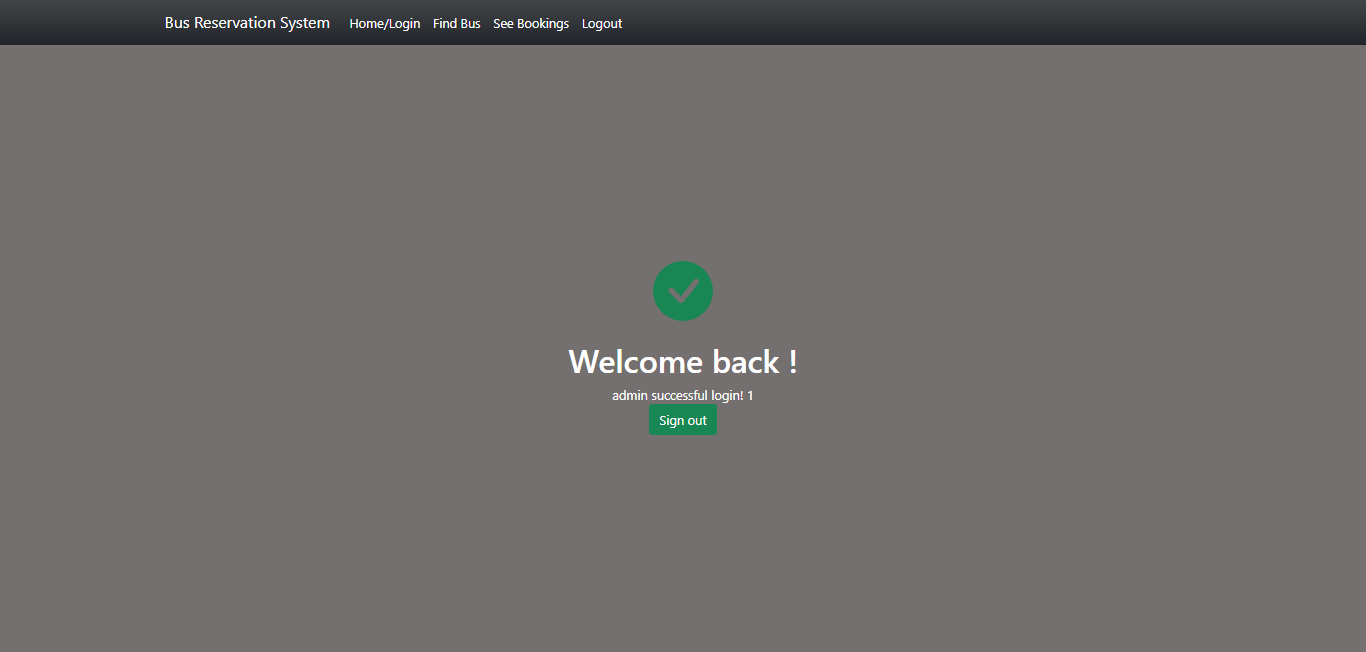 Bus Reservation System Home/Login Find Bus See Bookings Logout
Welcome back !
admin successful login! 1
Sign out